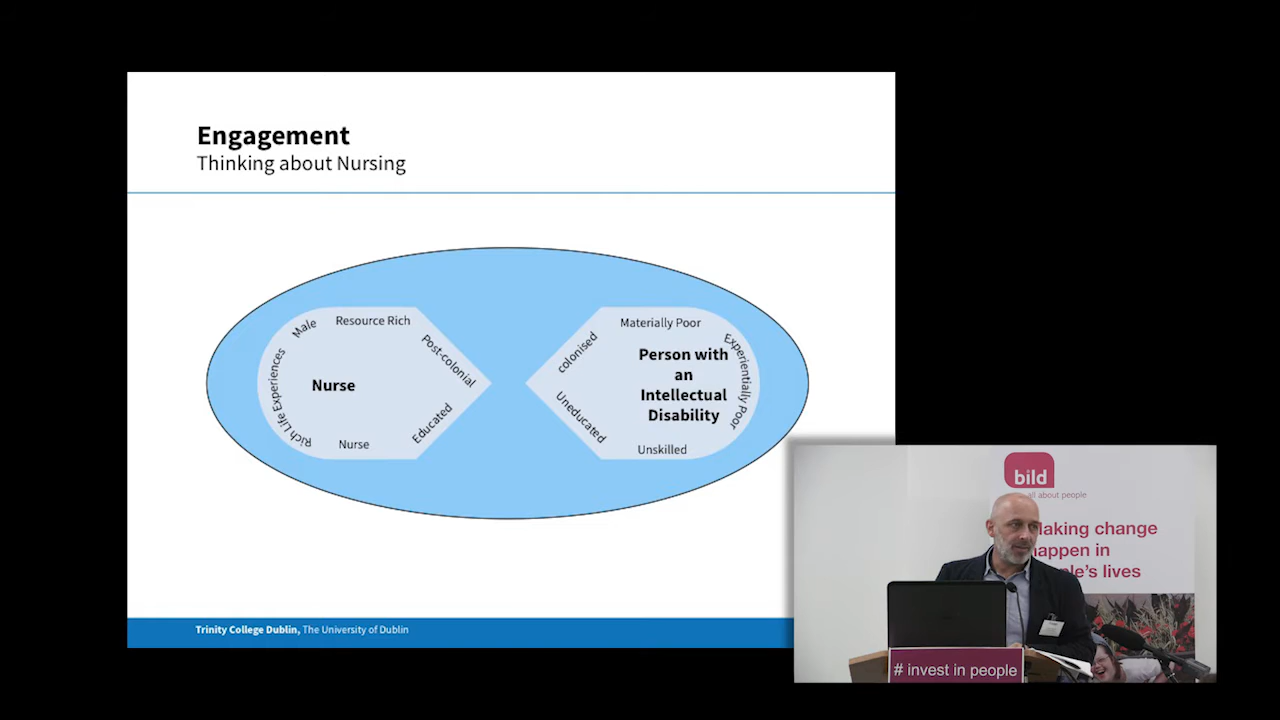 Engagement
Thinking about Nursing
Male
Resource Rich
Post-colonial
Rich Life Experiences
Nurse
Educated
Nurse
Materially Poor
colonised
Experientially Poor
Person with
an
Intellectual
Disability
Uneducated
Unskilled
Trinity College Dublin, The University of Dublin
bild
all about people
aking change
appen in
le's lives
# invest in people